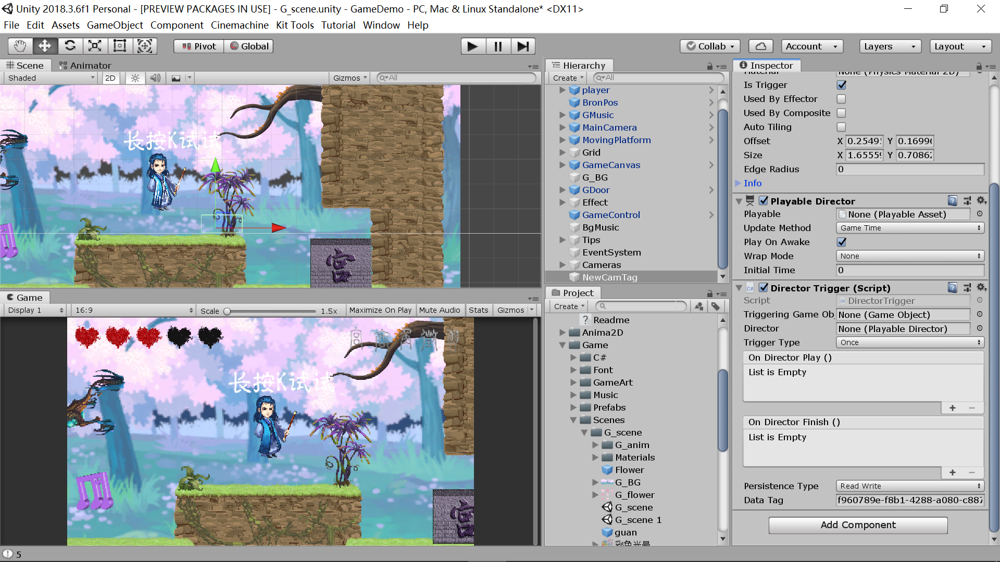 Unity 2018.3.6f1 Personal - [PREVIEW PACKAGES IN USE] - G_scene.unity - GameDemo - PC, Mac & Linux Standalone* <DX11>
File Edit Assets GameObject Component Cinemachine Kit Tools Tutorial Window Help
Pivot Global Collab Account Layers Layout
Scene Animator
Shaded 2D Gizmos All
长按K试试
宫
Game
Display 1 16:9 Scale 1.5x Maximize On Play Mute Audio Stats Gizmos
长按K试试
5
Hierarchy
Create All
player
BronPos
GMusic
MainCamera
MovingPlatform
Grid
GameCanvas
G_BG
GDoor
Effect
GameControl
BgMusic
Tips
EventSystem
Cameras
NewCamTag
Project
Create
Readme
Anima2D
Game
C#
Font
GameArt
Music
Prefabs
Scenes
G_scene
G_anim
Materials
Flower
G_BG
G_flower
G_scene
G_scene 1
guan
彩色光晕
Inspector
Material None (Physics Material 2D)
Is Trigger
Used By Effector
Used By Composite
Auto Tiling
Offset X 0.2549 Y 0.1699
Size X 1.6555 Y 0.7086
Edge Radius 0
Info
Playable Director
Playable None (Playable Asset)
Update Method Game Time
Play On Awake
Wrap Mode None
Initial Time 0
Director Trigger (Script)
Script DirectorTrigger
Triggering Game Ob None (Game Object)
Director None (Playable Director)
Trigger Type Once
On Director Play ()
List is Empty
On Director Finish ()
List is Empty
Persistence Type Read Write
Data Tag f960789e-f8b1-4288-a080-c887
Add Component